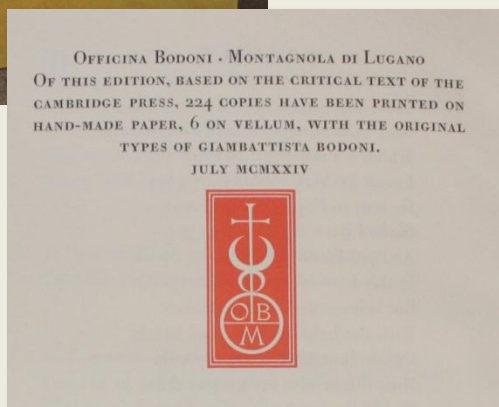 Officina Bodoni · Montagnola di Lugano
Of this edition, based on the critical text of the
Cambridge Press, 224 copies have been printed on
hand-made paper, 6 on vellum, with the original
types of Giambattista Bodoni.
July MCMXXIV
O B
M